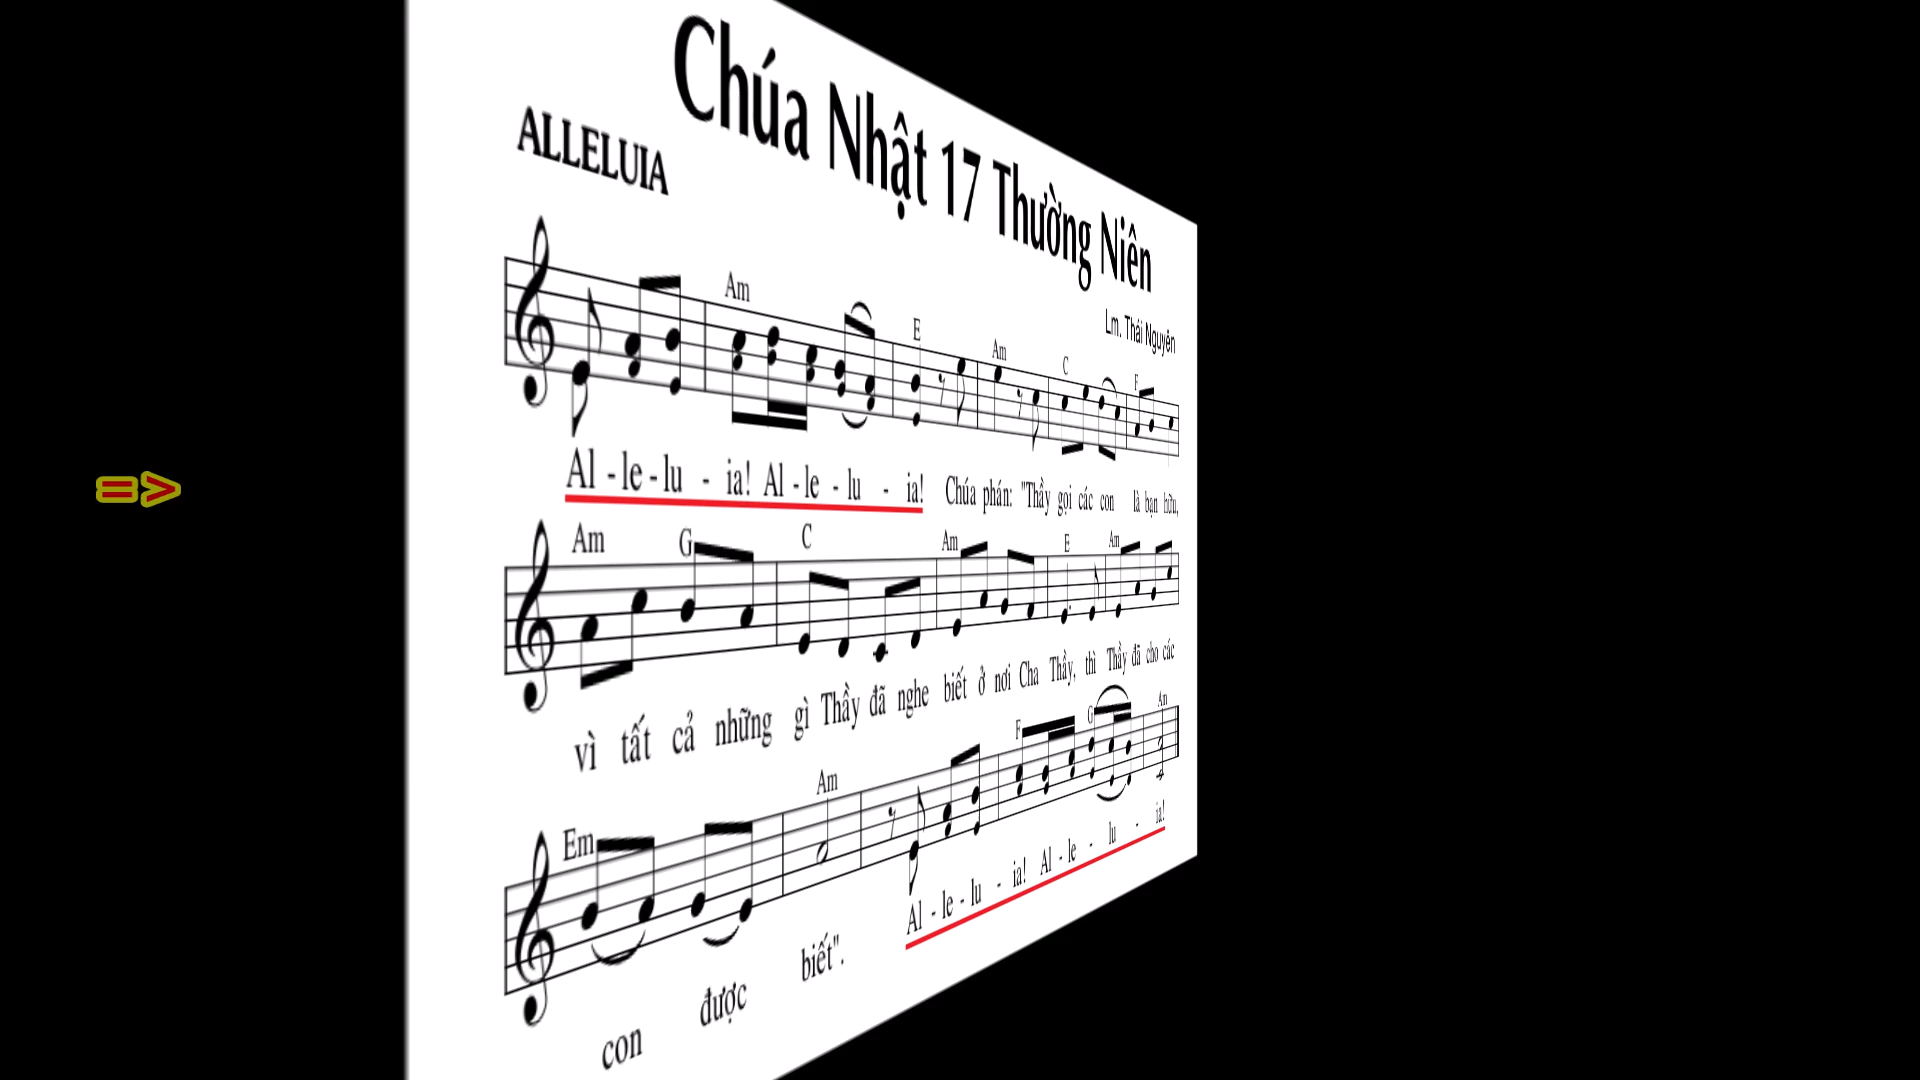 Chúa Nhật 17 Thường Niên
ALLELUIA
Lm. Thái Nguyên
Am E Am C F
Al - le - lu - ia! Al - le - lu - ia! Chúa phán: "Thầy gọi các con là bạn hữu,
=>
Am G C Am E Am
vì tất cả những gì Thầy đã nghe biết ở nơi Cha Thầy, thì Thầy đã cho các
Em Am F G Am
con được biết". Al - le - lu - ia! Al - le - lu - ia!